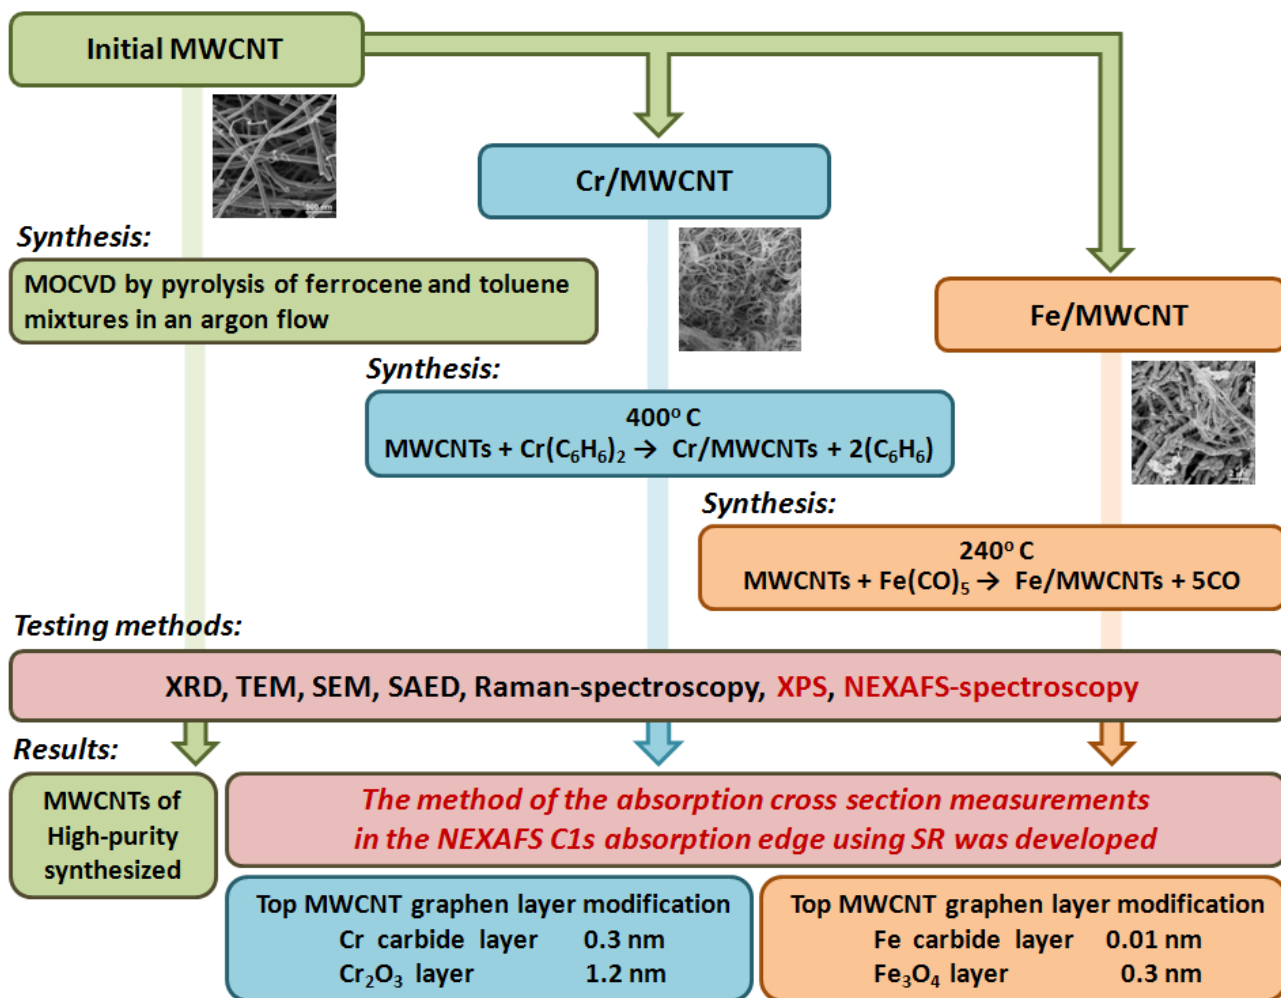 Initial MWCNT
Cr/MWCNT
Synthesis:
MOCVD by pyrolysis of ferrocene and toluene
mixtures in an argon flow
Fe/MWCNT
Synthesis:
400º C
MWCNTs + Cr(C₆H₆)₂ → Cr/MWCNTs + 2(C₆H₆)
Synthesis:
240º C
MWCNTs + Fe(CO)₅ → Fe/MWCNTs + 5CO
Testing methods:
XRD, TEM, SEM, SAED, Raman-spectroscopy, XPS, NEXAFS-spectroscopy
Results:
MWCNTs of
High-purity
synthesized
The method of the absorption cross section measurements
in the NEXAFS C1s absorption edge using SR was developed
Top MWCNT graphen layer modification
Cr carbide layer 0.3 nm
Cr₂O₃ layer 1.2 nm
Top MWCNT graphen layer modification
Fe carbide layer 0.01 nm
Fe₃O₄ layer 0.3 nm